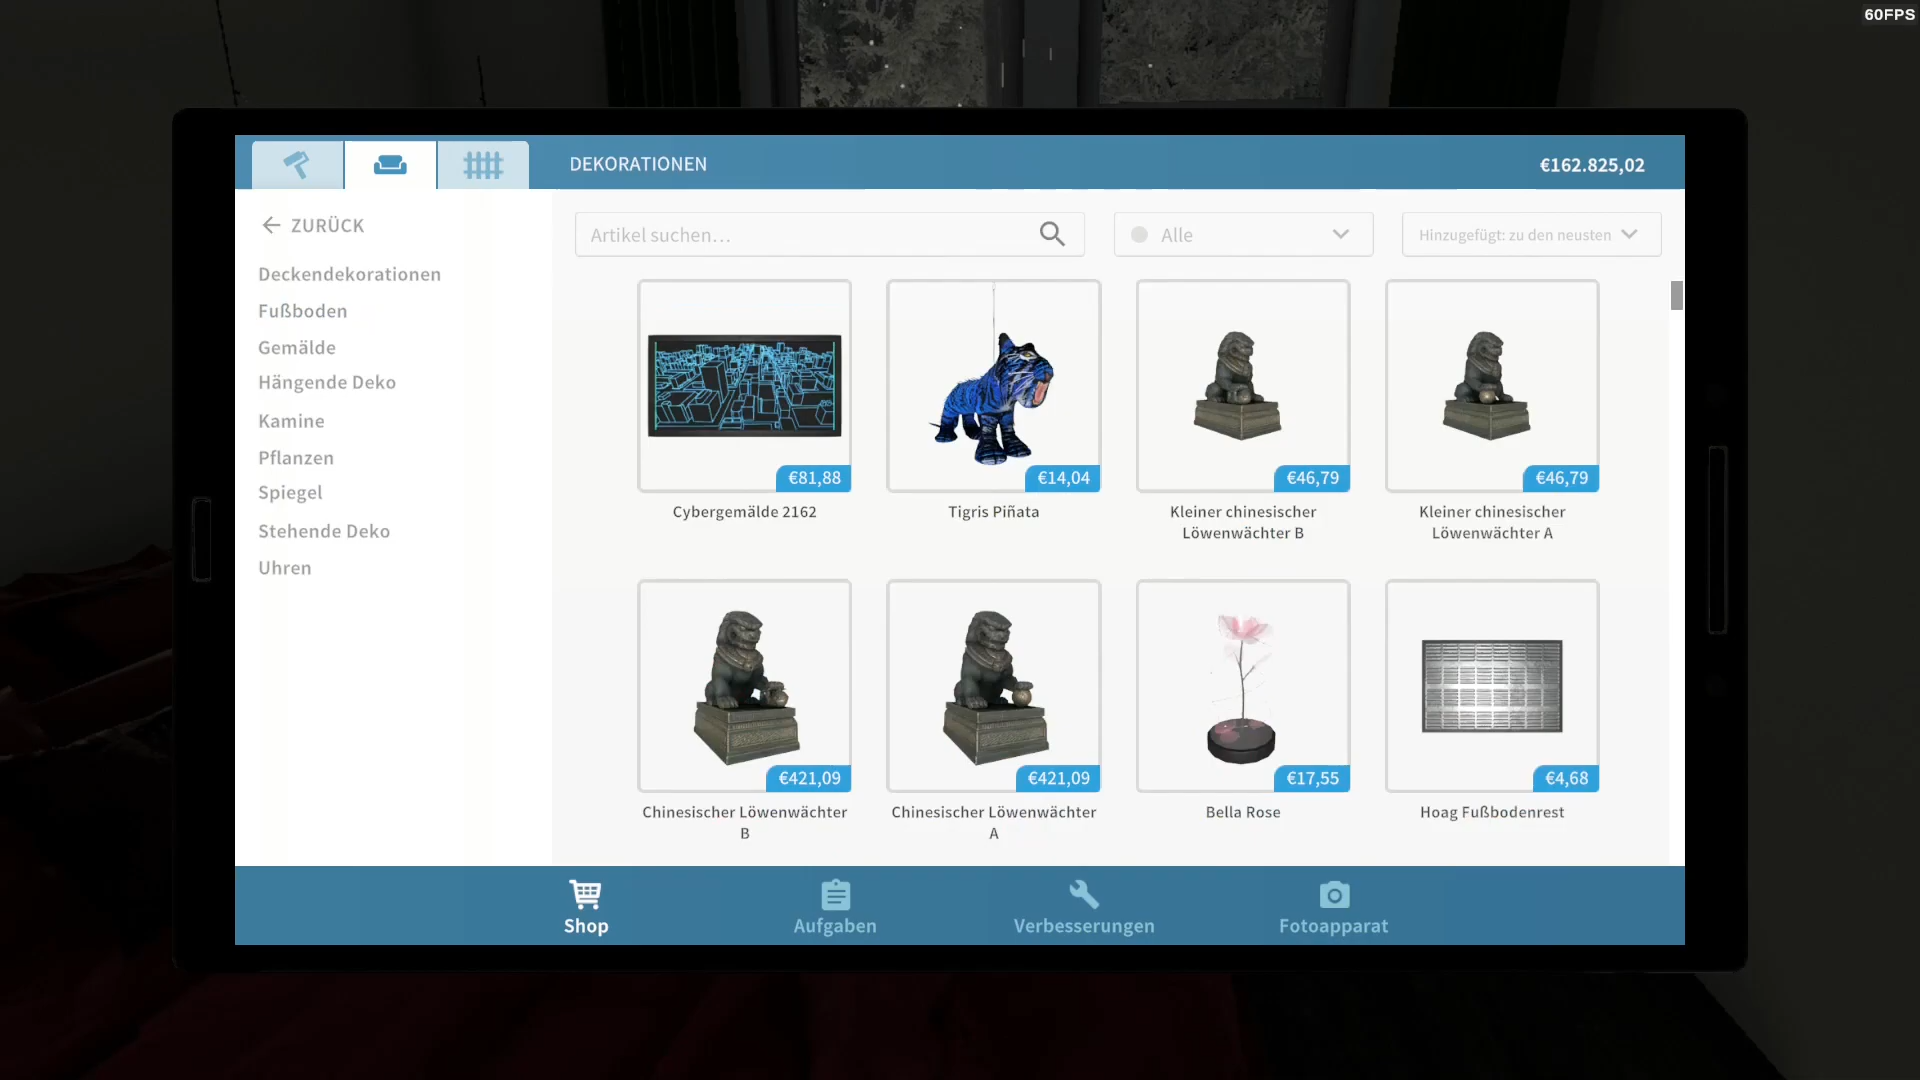 60FPS
DEKORATIONEN
€162.825,02
ZURÜCK
Artikel suchen...
Alle
Hinzugefügt: zu den neusten
Deckendekorationen
Fußboden
Gemälde
Hängende Deko
Kamine
Pflanzen
Spiegel
Stehende Deko
Uhren
€81,88
€14,04
€46,79
€46,79
Cybergemälde 2162
Tigris Piñata
Kleiner chinesischer
Löwenwächter B
Kleiner chinesischer
Löwenwächter A
€421,09
€421,09
€17,55
€4,68
Chinesischer Löwenwächter
B
Chinesischer Löwenwächter
A
Bella Rose
Hoag Fußbodenrest
Shop
Aufgaben
Verbesserungen
Fotoapparat